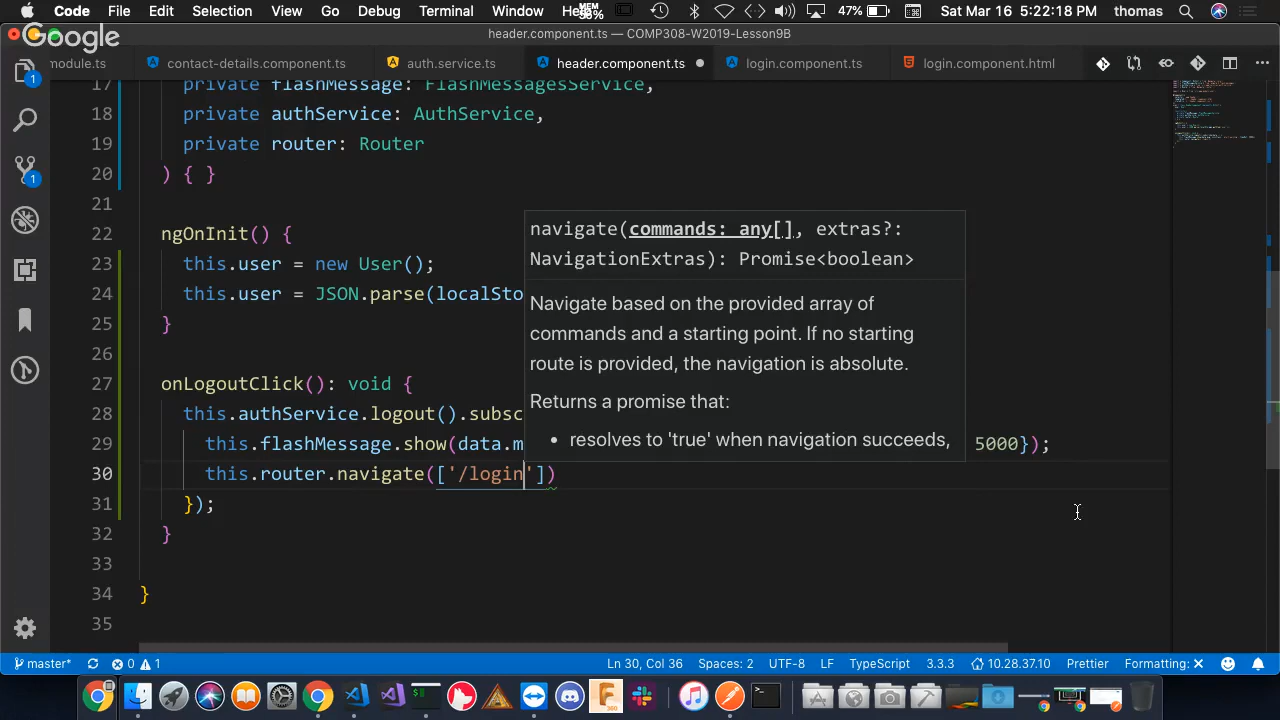 Code File Edit Selection View Go Debug Terminal Window He MEM 56% 47% Sat Mar 16 5:22:18 PM thomas
header.component.ts — COMP308-W2019-Lesson9B
Google
module.ts contact-details.component.ts auth.service.ts header.component.ts login.component.ts login.component.html
17 private flashMessage: FlashMessagesService,
18 private authService: AuthService,
19 private router: Router
20 ) { }
21
22 ngOnInit() {
23 this.user = new User();
24 this.user = JSON.parse(localSto
25 }
26
27 onLogoutClick(): void {
28 this.authService.logout().subsc
29 this.flashMessage.show(data.m 5000});
30 this.router.navigate(['/login'])
31 });
32 }
33
34 }
35
navigate(commands: any[], extras?:
NavigationExtras): Promise<boolean>
Navigate based on the provided array of
commands and a starting point. If no starting
route is provided, the navigation is absolute.
Returns a promise that:
• resolves to 'true' when navigation succeeds,
1
1
master* 0 1 Ln 30, Col 36 Spaces: 2 UTF-8 LF TypeScript 3.3.3 10.28.37.10 Prettier Formatting: ✕